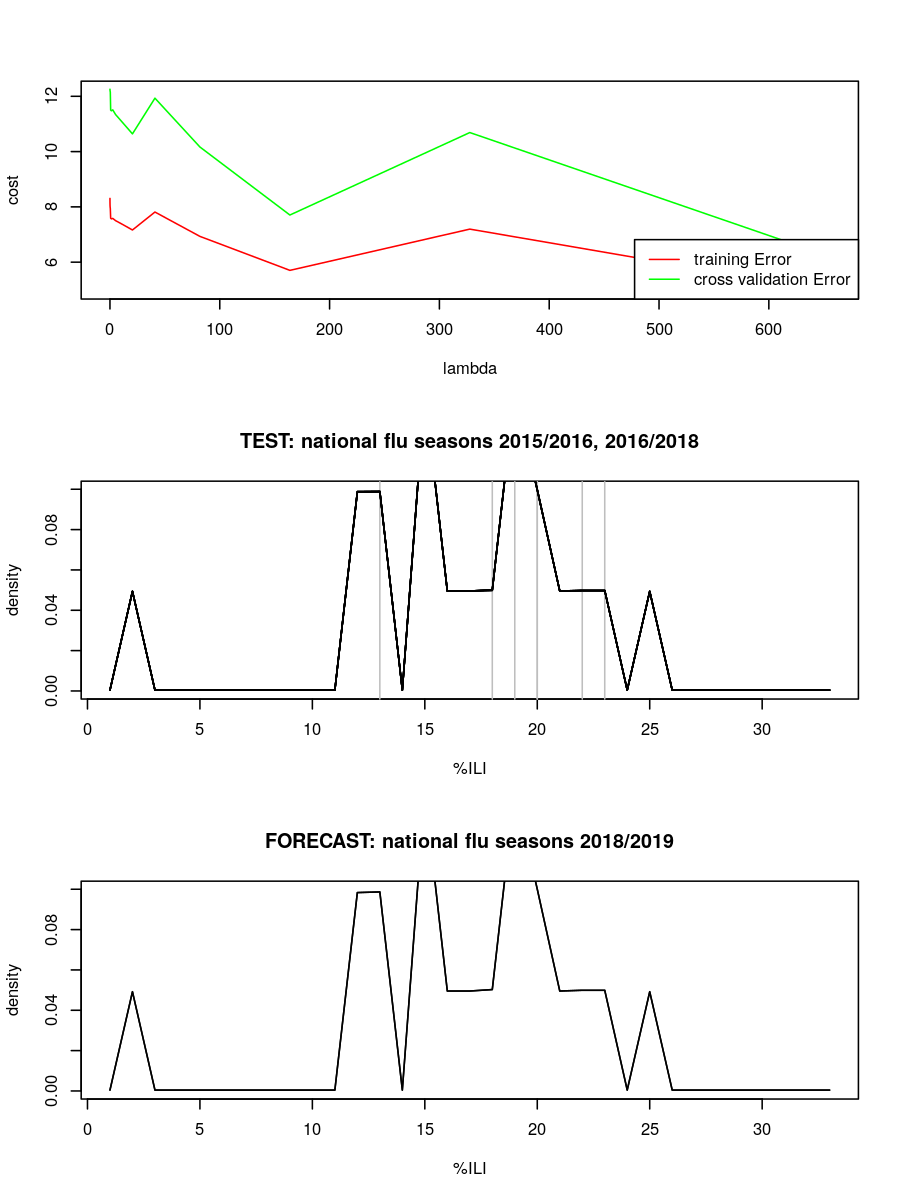 12
10
8
6
cost
training Error
cross validation Error
0 100 200 300 400 500 600
lambda
TEST: national flu seasons 2015/2016, 2016/2018
0.08
0.04
0.00
density
0 5 10 15 20 25 30
%ILI
FORECAST: national flu seasons 2018/2019
0.08
0.04
0.00
density
0 5 10 15 20 25 30
%ILI